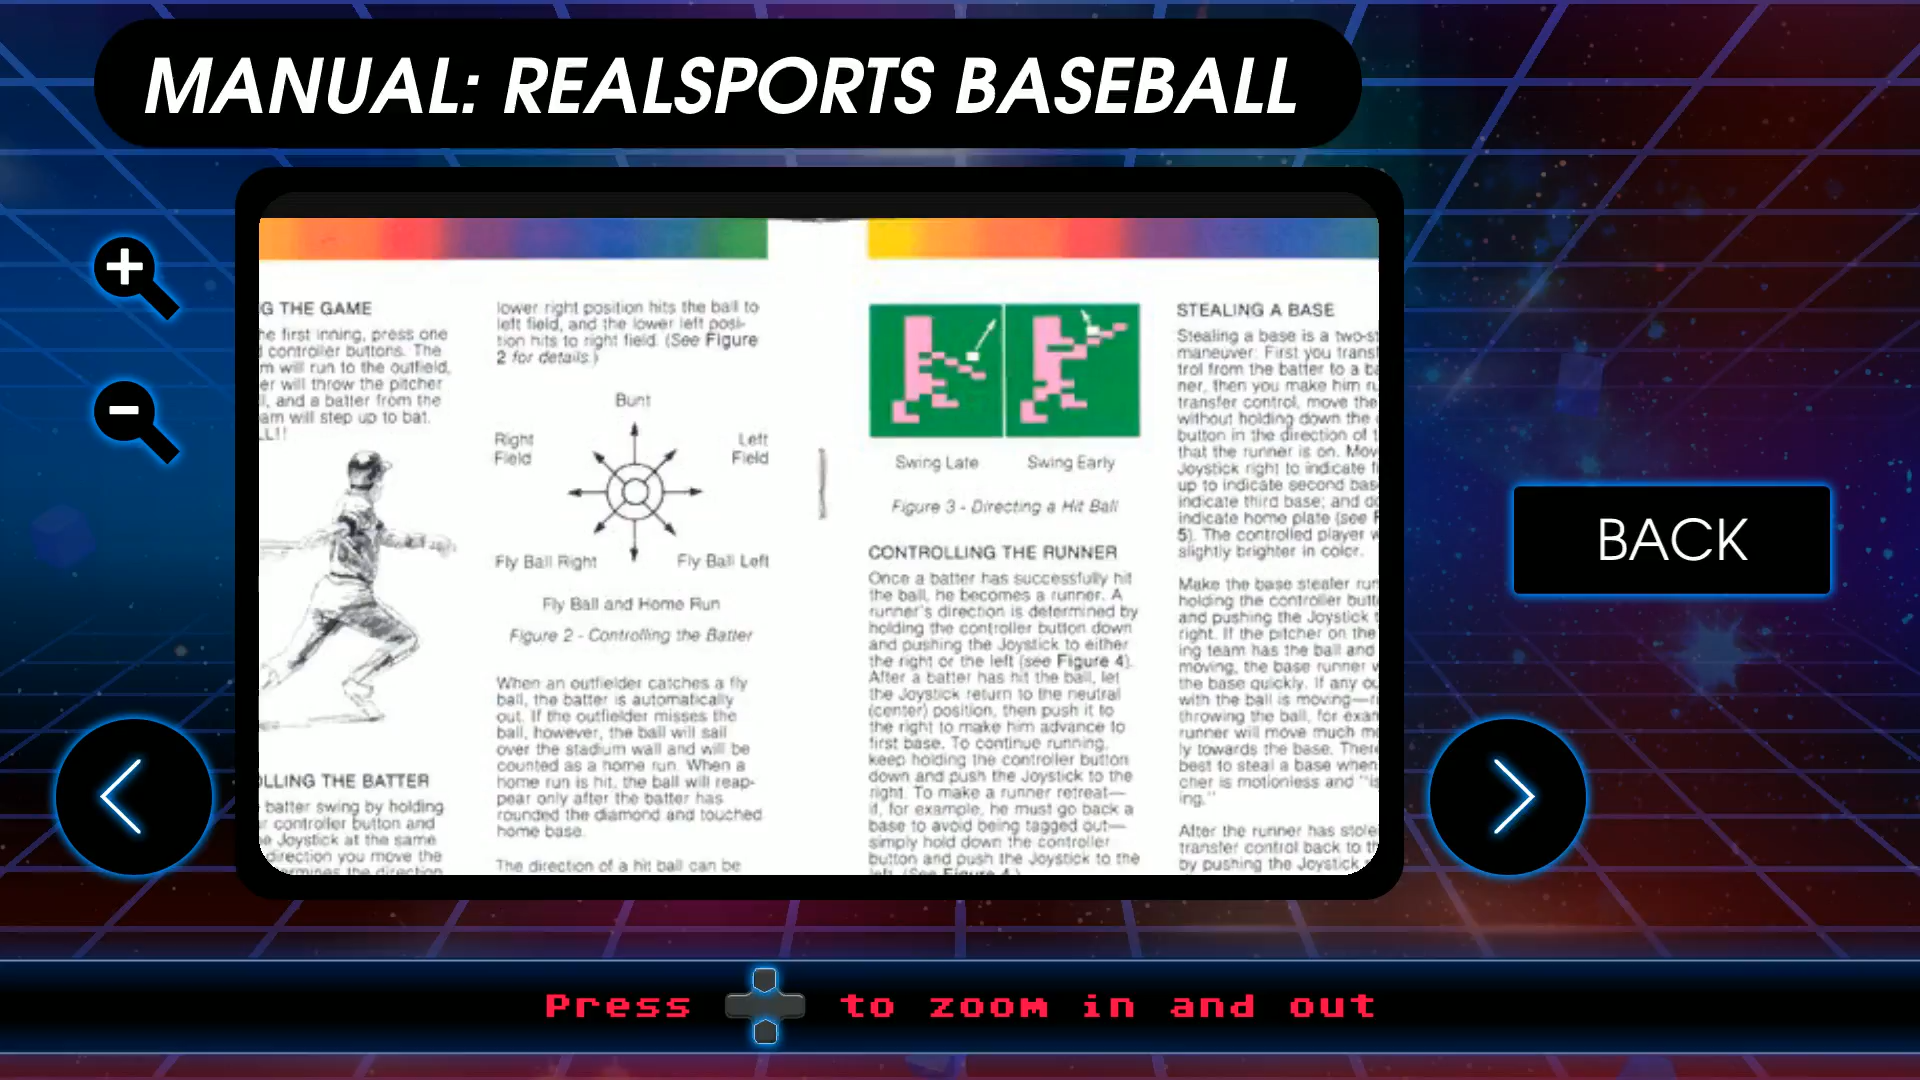 MANUAL: REALSPORTS BASEBALL
G THE GAME
he first inning, press one
controller buttons. The
m will run to the outfield,
er will throw the pitcher
l, and a batter from the
am will step up to bat.
LL!!
OLLING THE BATTER
batter swing by holding
r controller button and
e Joystick at the same
direction you move the
ermines the direction
lower right position hits the ball to
left field, and the lower left posi-
tion hits to right field. (See Figure
2 for details.)
Bunt
Right Left
Field Field
Fly Ball Right Fly Ball Left
Fly Ball and Home Run
Figure 2 - Controlling the Batter
When an outfielder catches a fly
ball, the batter is automatically
out. If the outfielder misses the
ball, however, the ball will sail
over the stadium wall and will be
counted as a home run. When a
home run is hit, the ball will reap-
pear only after the batter has
rounded the diamond and touched
home base.
The direction of a hit ball can be
Swing Late Swing Early
Figure 3 - Directing a Hit Ball
CONTROLLING THE RUNNER
Once a batter has successfully hit
the ball, he becomes a runner. A
runner's direction is determined by
holding the controller button down
and pushing the Joystick to either
the right or the left (see Figure 4).
After a batter has hit the ball, let
the Joystick return to the neutral
(center) position, then push it to
the right to make him advance to
first base. To continue running,
keep holding the controller button
down and push the Joystick to the
right. To make a runner retreat—
if, for example, he must go back a
base to avoid being tagged out—
simply hold down the controller
button and push the Joystick to the
left. (See Figure 4.)
STEALING A BASE
Stealing a base is a two-st
maneuver: First you transf
trol from the batter to a ba
ner, then you make him ru
transfer control, move the
without holding down the
button in the direction of t
that the runner is on. Mov
Joystick right to indicate fi
up to indicate second bas
indicate third base; and do
indicate home plate (see F
5). The controlled player w
slightly brighter in color.
Make the base stealer run
holding the controller butt
and pushing the Joystick t
right. If the pitcher on the
ing team has the ball and
moving, the base runner w
the base quickly. If any ou
with the ball is moving—
throwing the ball, for exam
runner will move much mo
ly towards the base. There
best to steal a base when
cher is motionless and "is
ing."
After the runner has stole
transfer control back to th
by pushing the Joystick
BACK
Press to zoom in and out